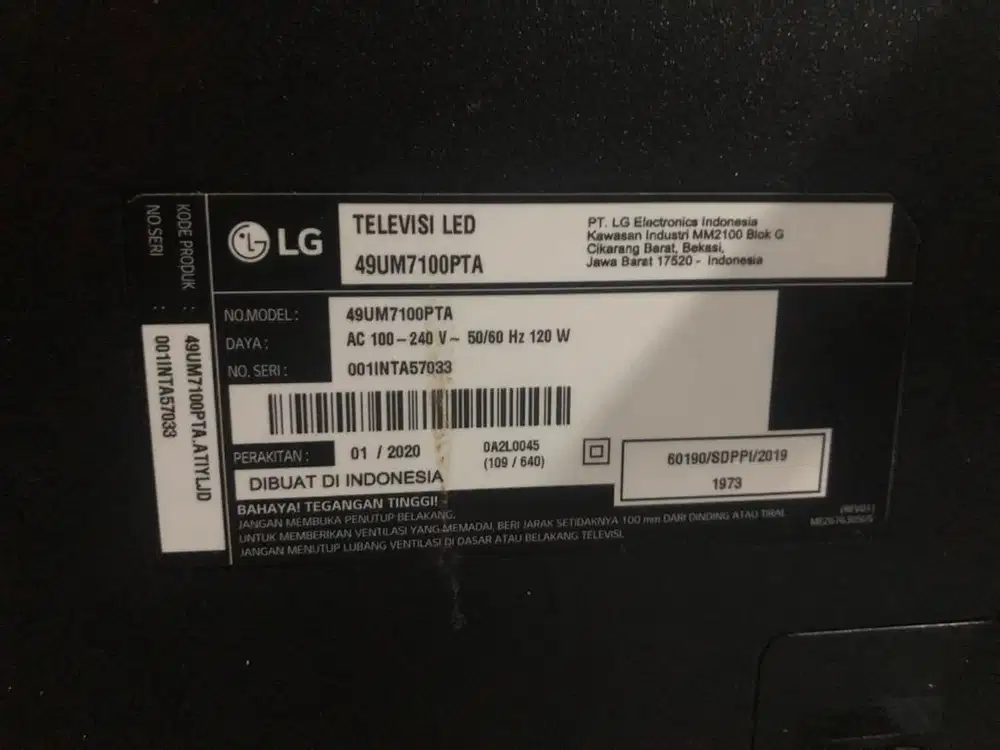 KODE PRODUK :
49UM7100PTA.ATIYLJD
NO.SERI :
001INTA57033
LG
TELEVISI LED
49UM7100PTA
PT. LG Electronics Indonesia
Kawasan Industri MM2100 Blok G
Cikarang Barat, Bekasi,
Jawa Barat 17520 - Indonesia
NO.MODEL : 49UM7100PTA
DAYA : AC 100 – 240 V ~ 50/60 Hz 120 W
NO. SERI : 001INTA57033
PERAKITAN : 01 / 2020
0A2L0045
(109 / 640)
DIBUAT DI INDONESIA
60190/SDPPI/2019
1973
BAHAYA! TEGANGAN TINGGI!
JANGAN MEMBUKA PENUTUP BELAKANG.
UNTUK MEMBERIKAN VENTILASI YANG MEMADAI, BERI JARAK SETIDAKNYA 100 mm DARI DINDING ATAU TIRAI.
JANGAN MENUTUP LUBANG VENTILASI DI DASAR ATAU BELAKANG TELEVISI.